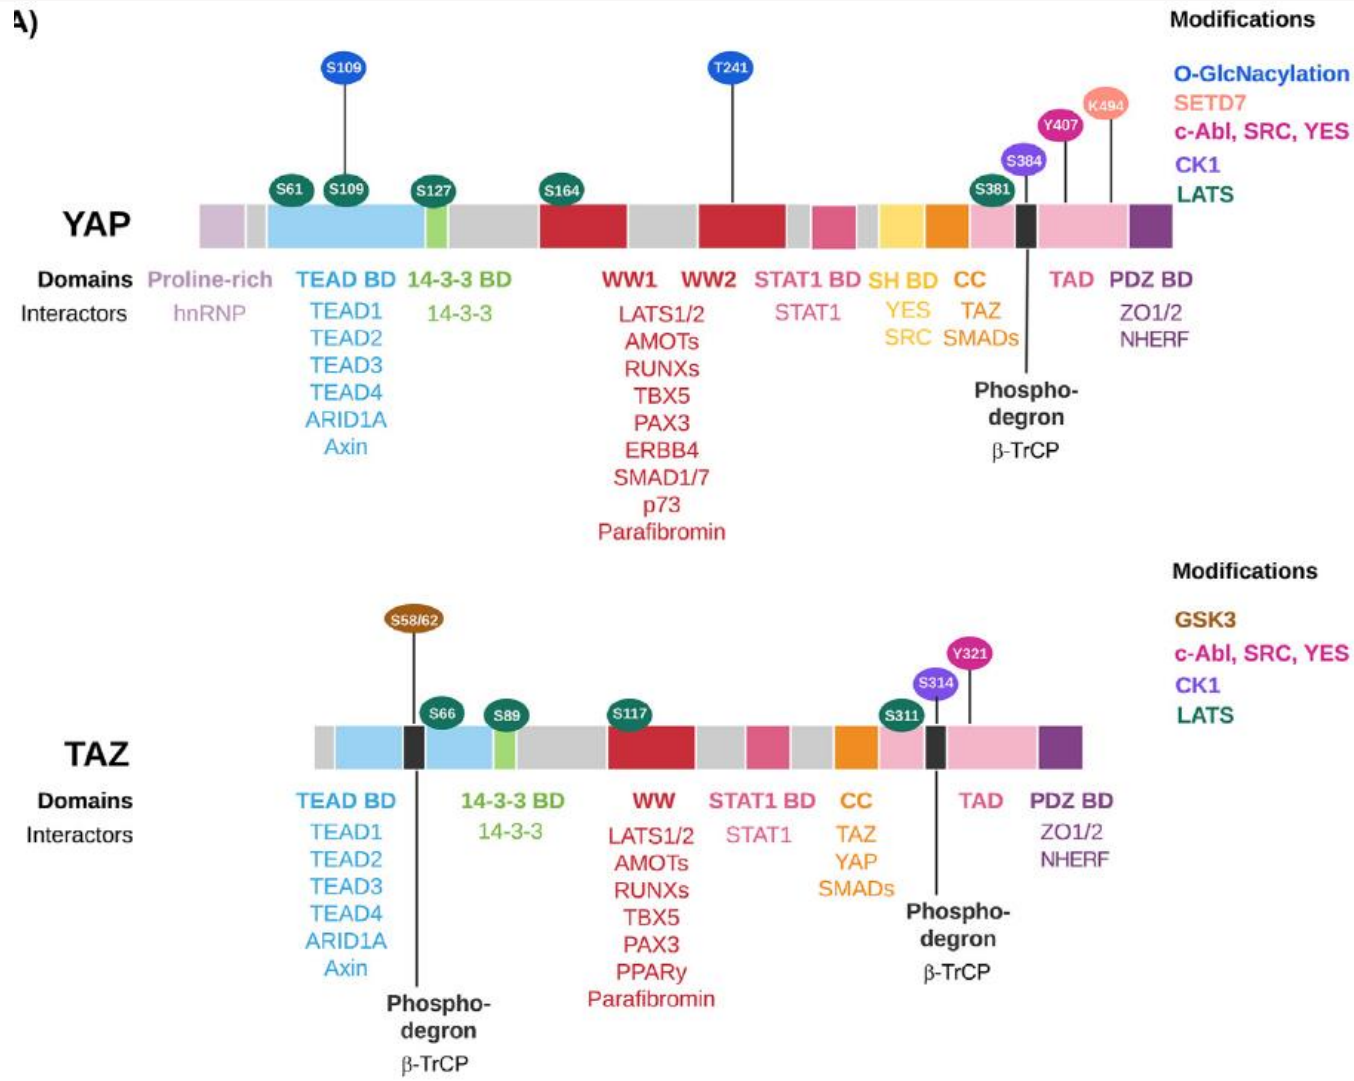 A)
Modifications
O-GlcNacylation
SETD7
c-Abl, SRC, YES
CK1
LATS
S109 T241 K494
Y407
S384
S61 S109 S127 S164 S381
YAP
Domains Proline-rich TEAD BD 14-3-3 BD WW1 WW2 STAT1 BD SH BD CC TAD PDZ BD
Interactors hnRNP TEAD1 14-3-3 LATS1/2 STAT1 YES TAZ ZO1/2
TEAD2 AMOTs SRC SMADs NHERF
TEAD3 RUNXs
TEAD4 TBX5
ARID1A PAX3
Axin ERBB4
SMAD1/7
p73
Parafibromin
Phospho-
degron
β-TrCP
Modifications
GSK3
c-Abl, SRC, YES
CK1
LATS
S58/62
Y321
S314
S66 S89 S117 S311
TAZ
Domains TEAD BD 14-3-3 BD WW STAT1 BD CC TAD PDZ BD
Interactors TEAD1 14-3-3 LATS1/2 STAT1 TAZ ZO1/2
TEAD2 AMOTs YAP NHERF
TEAD3 RUNXs SMADs
TEAD4 TBX5
ARID1A PAX3
Axin PPARy
Parafibromin
Phospho-
degron
β-TrCP
Phospho-
degron
β-TrCP